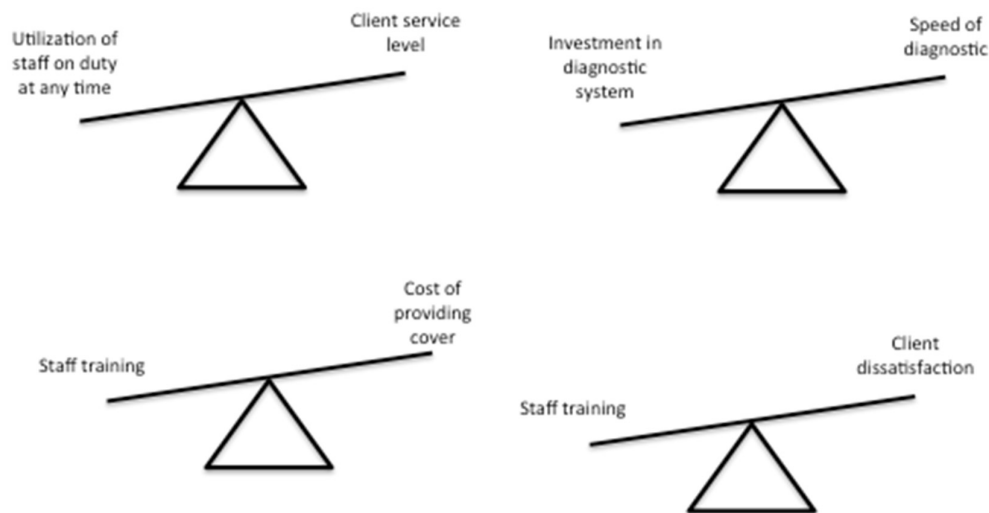 Utilization of
staff on duty
at any time
Client service
level
Investment in
diagnostic
system
Speed of
diagnostic
Staff training
Cost of
providing
cover
Staff training
Client
dissatisfaction